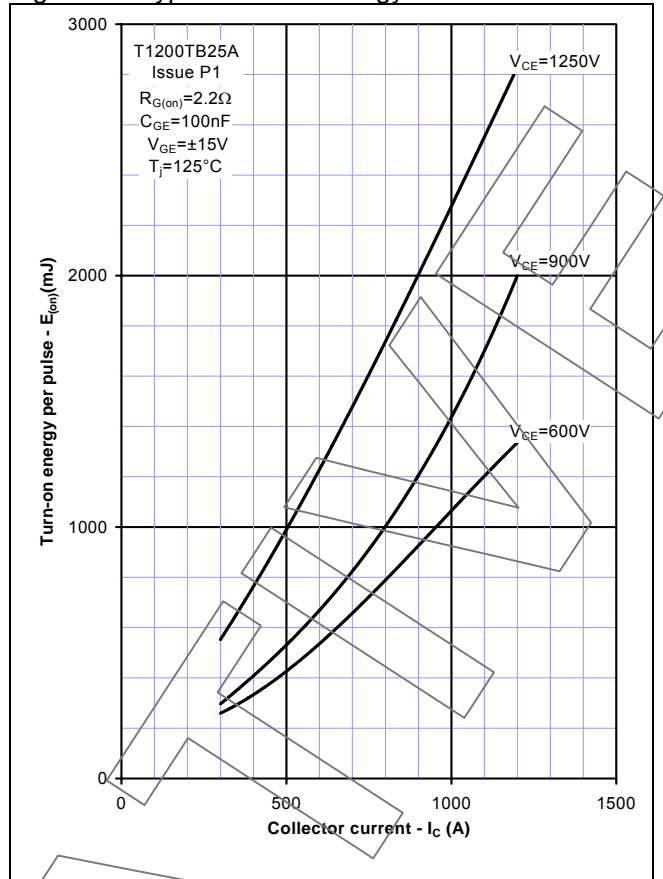 3000
T1200TB25A
Issue P1
RG(on)=2.2Ω
CGE=100nF
VGE=±15V
Tj=125°C
VCE=1250V
2000
VCE=900V
VCE=600V
1000
0
0 500 1000 1500
Turn-on energy per pulse - E(on)(mJ)
Collector current - IC (A)